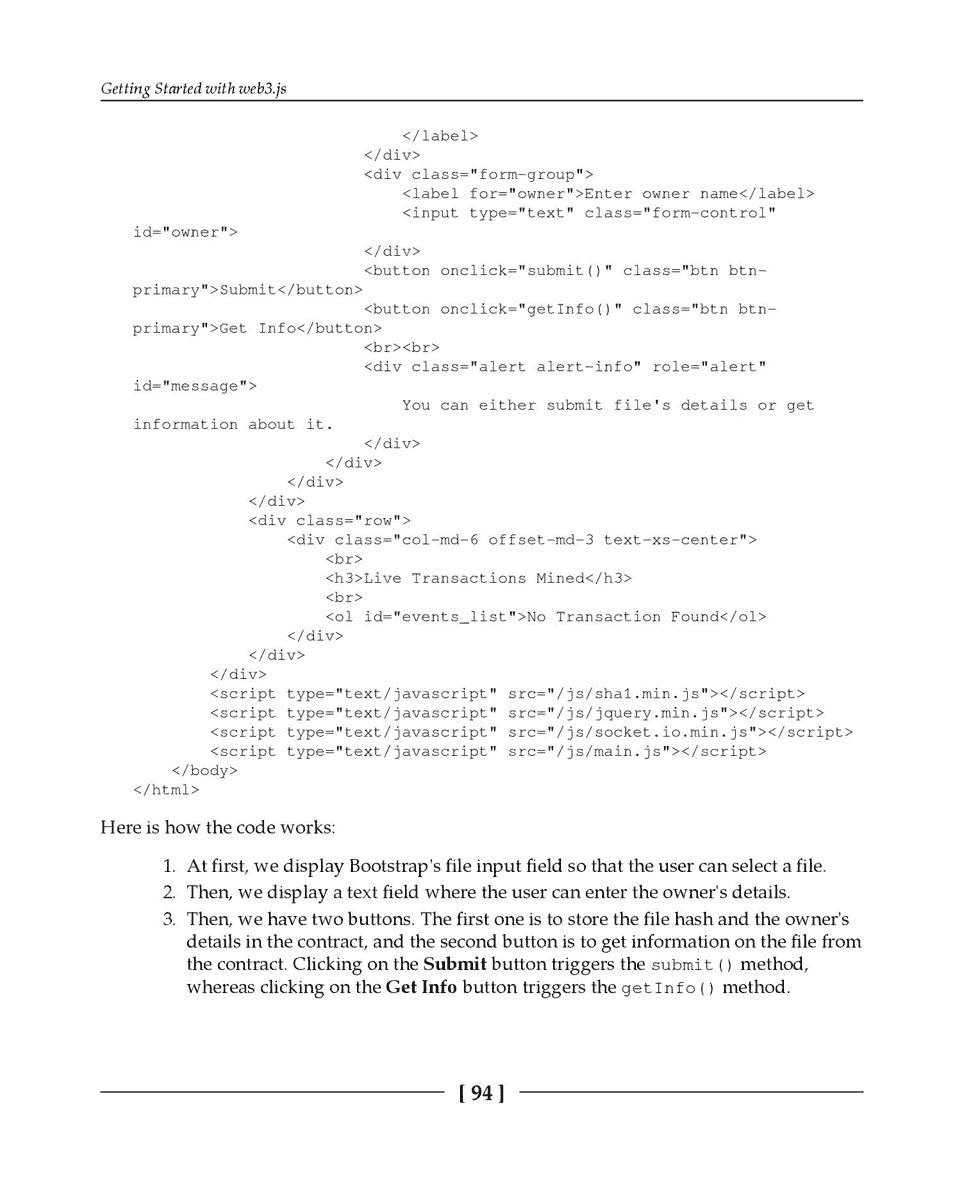 Getting Started with web3.js
</label>
</div>
<div class="form-group">
<label for="owner">Enter owner name</label>
<input type="text" class="form-control"
id="owner">
</div>
<button onclick="submit()" class="btn btn-
primary">Submit</button>
<button onclick="getInfo()" class="btn btn-
primary">Get Info</button>
<br><br>
<div class="alert alert-info" role="alert"
id="message">
You can either submit file's details or get
information about it.
</div>
</div>
</div>
</div>
<div class="row">
<div class="col-md-6 offset-md-3 text-xs-center">
<br>
<h3>Live Transactions Mined</h3>
<br>
<ol id="events_list">No Transaction Found</ol>
</div>
</div>
</div>
<script type="text/javascript" src="/js/sha1.min.js"></script>
<script type="text/javascript" src="/js/jquery.min.js"></script>
<script type="text/javascript" src="/js/socket.io.min.js"></script>
<script type="text/javascript" src="/js/main.js"></script>
</body>
</html>
Here is how the code works:
1. At first, we display Bootstrap's file input field so that the user can select a file.
2. Then, we display a text field where the user can enter the owner's details.
3. Then, we have two buttons. The first one is to store the file hash and the owner's
details in the contract, and the second button is to get information on the file from
the contract. Clicking on the Submit button triggers the submit() method,
whereas clicking on the Get Info button triggers the getInfo() method.
[ 94 ]